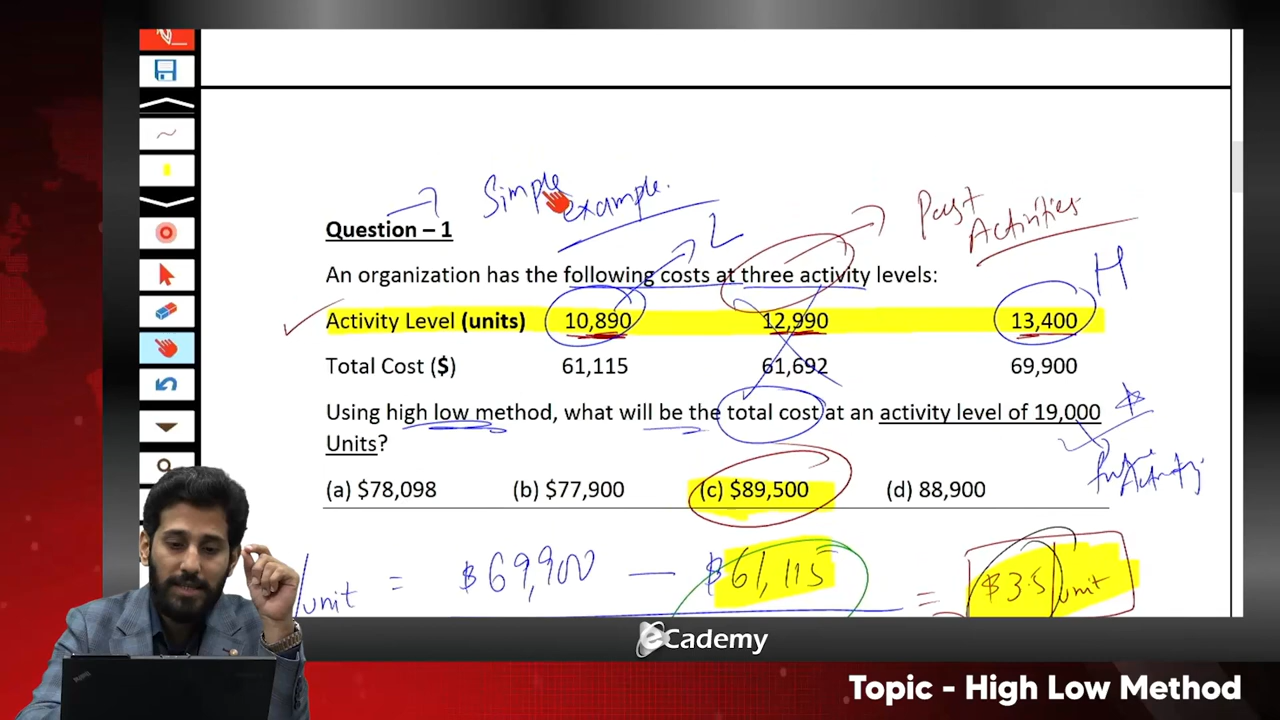 Simple
example.
Past
Activities
Question – 1
L
An organization has the following costs at three activity levels:
H
Activity Level (units) 10,890 12,990 13,400
Total Cost ($) 61,115 61,692 69,900
Using high low method, what will be the total cost at an activity level of 19,000
Units?
Activity
(a) $78,098 (b) $77,900 (c) $89,500 (d) 88,900
/unit = $69,900 — $61,115 = $3.5/unit
eCademy
Topic - High Low Method